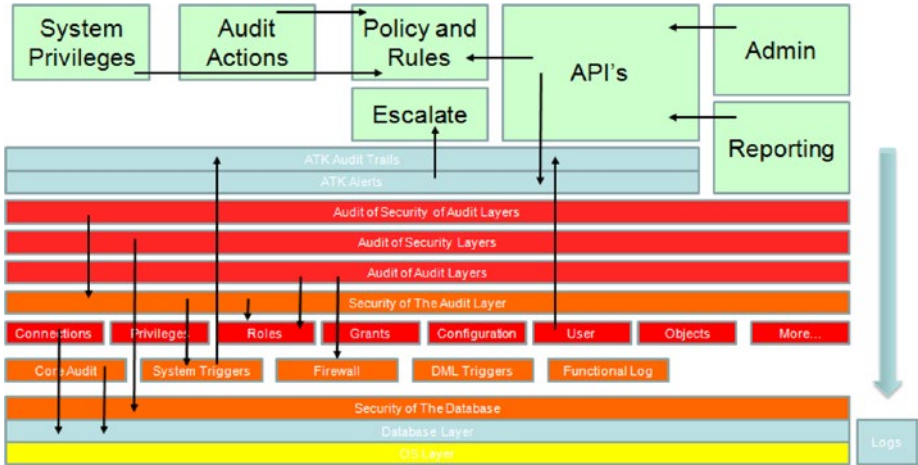 System
Privileges
Audit
Actions
Policy and
Rules
API's
Admin
Escalate
Reporting
ATK Audit Trails
ATK Alerts
Audit of Security of Audit Layers
Audit of Security Layers
Audit of Audit Layers
Security of The Audit Layer
Connections
Privileges
Roles
Grants
Configuration
User
Objects
More...
Core Audit
System Triggers
Firewall
DML Triggers
Functional Log
Security of The Database
Database Layer
OS Layer
Logs